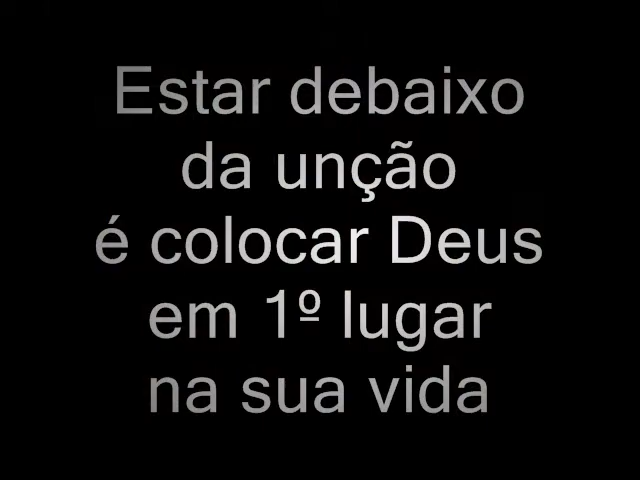 Estar debaixo
da unção
é colocar Deus
em 1º lugar
na sua vida